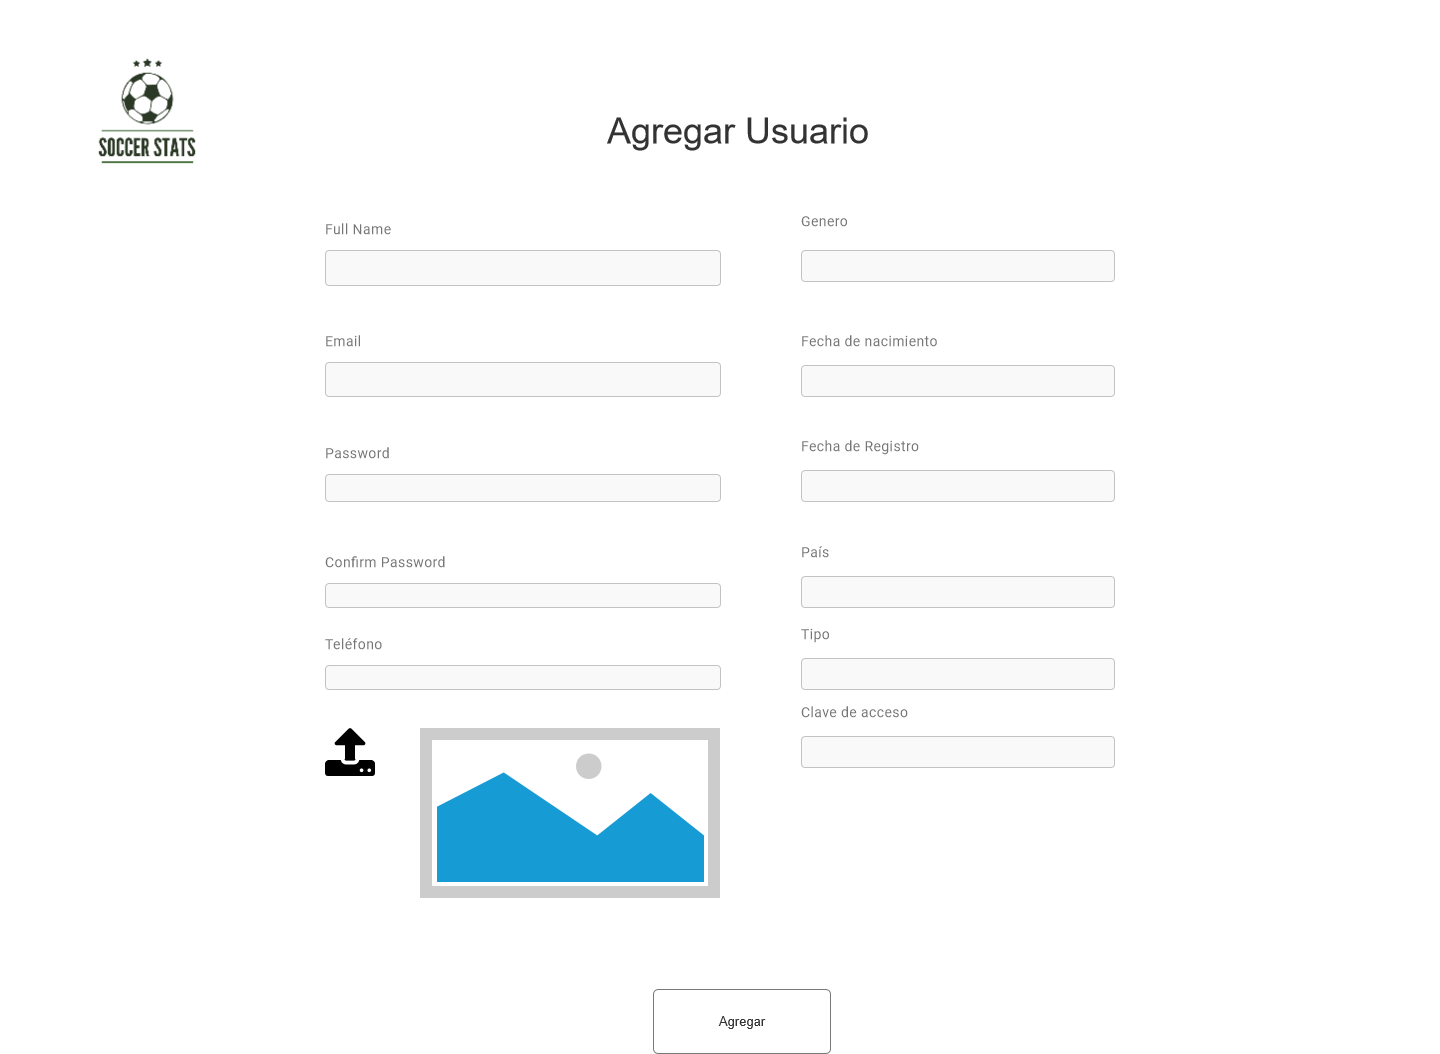 SOCCER STATS
Agregar Usuario
Full Name
Email
Password
Confirm Password
Teléfono
Genero
Fecha de nacimiento
Fecha de Registro
País
Tipo
Clave de acceso
Agregar